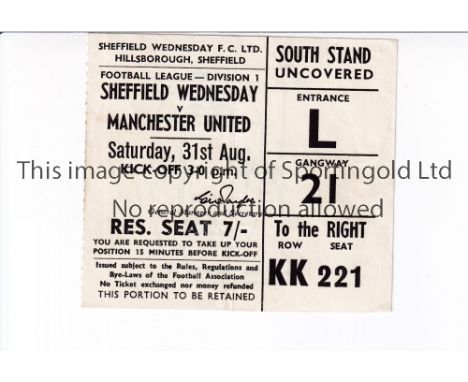 SHEFFIELD WEDNESDAY F.C. LTD.
HILLSBOROUGH, SHEFFIELD
FOOTBALL LEAGUE — DIVISION 1
SHEFFIELD WEDNESDAY
v
MANCHESTER UNITED
Saturday, 31st Aug.
KICK-OFF 3-0 p.m.
General Manager and Secretary
RES. SEAT 7/-
YOU ARE REQUESTED TO TAKE UP YOUR
POSITION 15 MINUTES BEFORE KICK-OFF
Issued subject to the Rules, Regulations and
Bye-Laws of the Football Association
No Ticket exchanged nor money refunded
THIS PORTION TO BE RETAINED
SOUTH STAND
UNCOVERED
ENTRANCE
L
GANGWAY
21
To the RIGHT
ROW SEAT
KK 221
This image copyright of Sportingold Ltd
No reproduction allowed